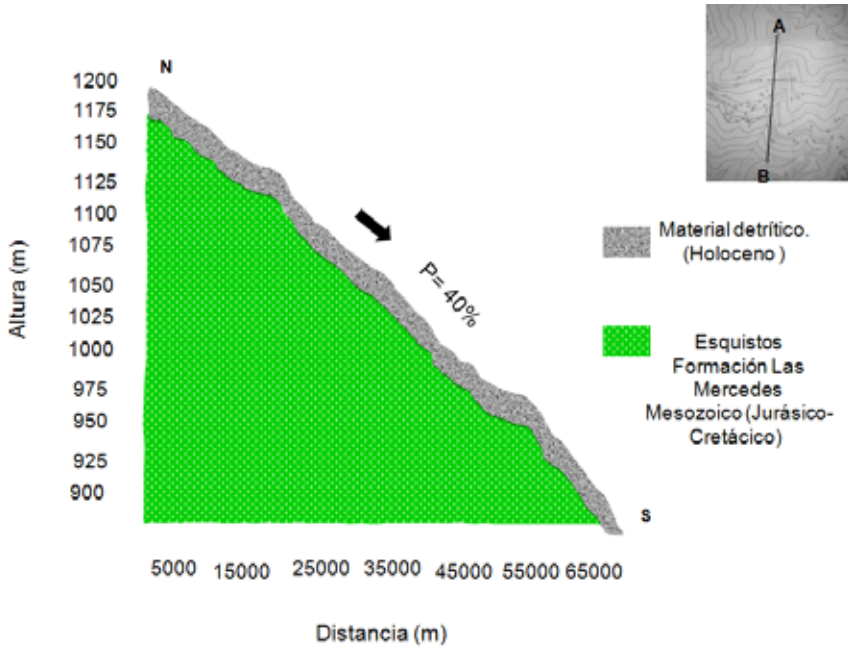 A
B
N
1200
1175
1150
1125
1100
1075
1050
1025
1000
975
950
925
900
Altura (m)
P= 40%
S
5000 15000 25000 35000 45000 55000 65000
Distancia (m)
Material detrítico.
(Holoceno )
Esquistos
Formación Las
Mercedes
Mesozoico (Jurásico-
Cretácico)